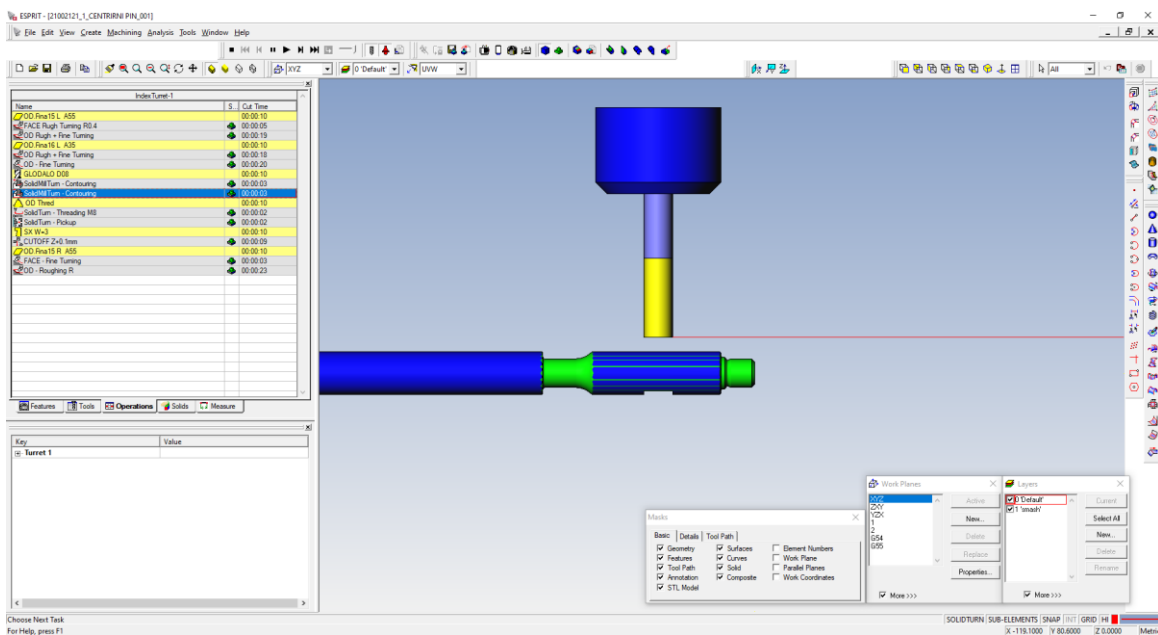 ESPRIT - [21002121_1_CENTRIRNI PIN_001]
File Edit View Create Machining Analysis Tools Window Help
XYZ 0 'Default' UVW All
IndexTurret-1
Name S... Cut Time
OD.Fina15 L A55 00:00:10
FACE Rugh Turning R0.4 00:00:05
OD Rugh + Fine Turning 00:00:19
OD.Fina16 L A35 00:00:10
OD Rugh + Fine Turning 00:00:18
OD - Fine Turning 00:00:20
GLODALO D08 00:00:10
SolidMillTurn - Contouring 00:00:03
SolidMillTurn - Contouring 00:00:03
OD Thred 00:00:10
SolidTurn - Threading M8 00:00:02
SolidTurn - Pickup 00:00:02
SX W=3 00:00:10
CUTOFF Z+0.1mm 00:00:09
OD.Fina15 R A55 00:00:10
FACE - Fine Turning 00:00:03
OD - Roughing R 00:00:23
Features Tools Operations Solids Measure
Key Value
Turret 1
Masks
Basic Details Tool Path
Geometry Surfaces Element Numbers
Features Curves Work Plane
Tool Path Solid Parallel Planes
Annotation Composite Work Coordinates
STL Model
Work Planes
XYZ
ZXY
YZX
1
2
G54
G55
Active
New...
Delete
Replace
Properties...
More >>>
Layers
0 'Default'
1 'smash'
Current
Select All
New...
Delete
Rename
More >>>
Choose Next Task
SOLIDTURN SUB-ELEMENTS SNAP INT GRID HI
For Help, press F1
X -119.1000 Y 80.6000 Z 0.0000 Metri